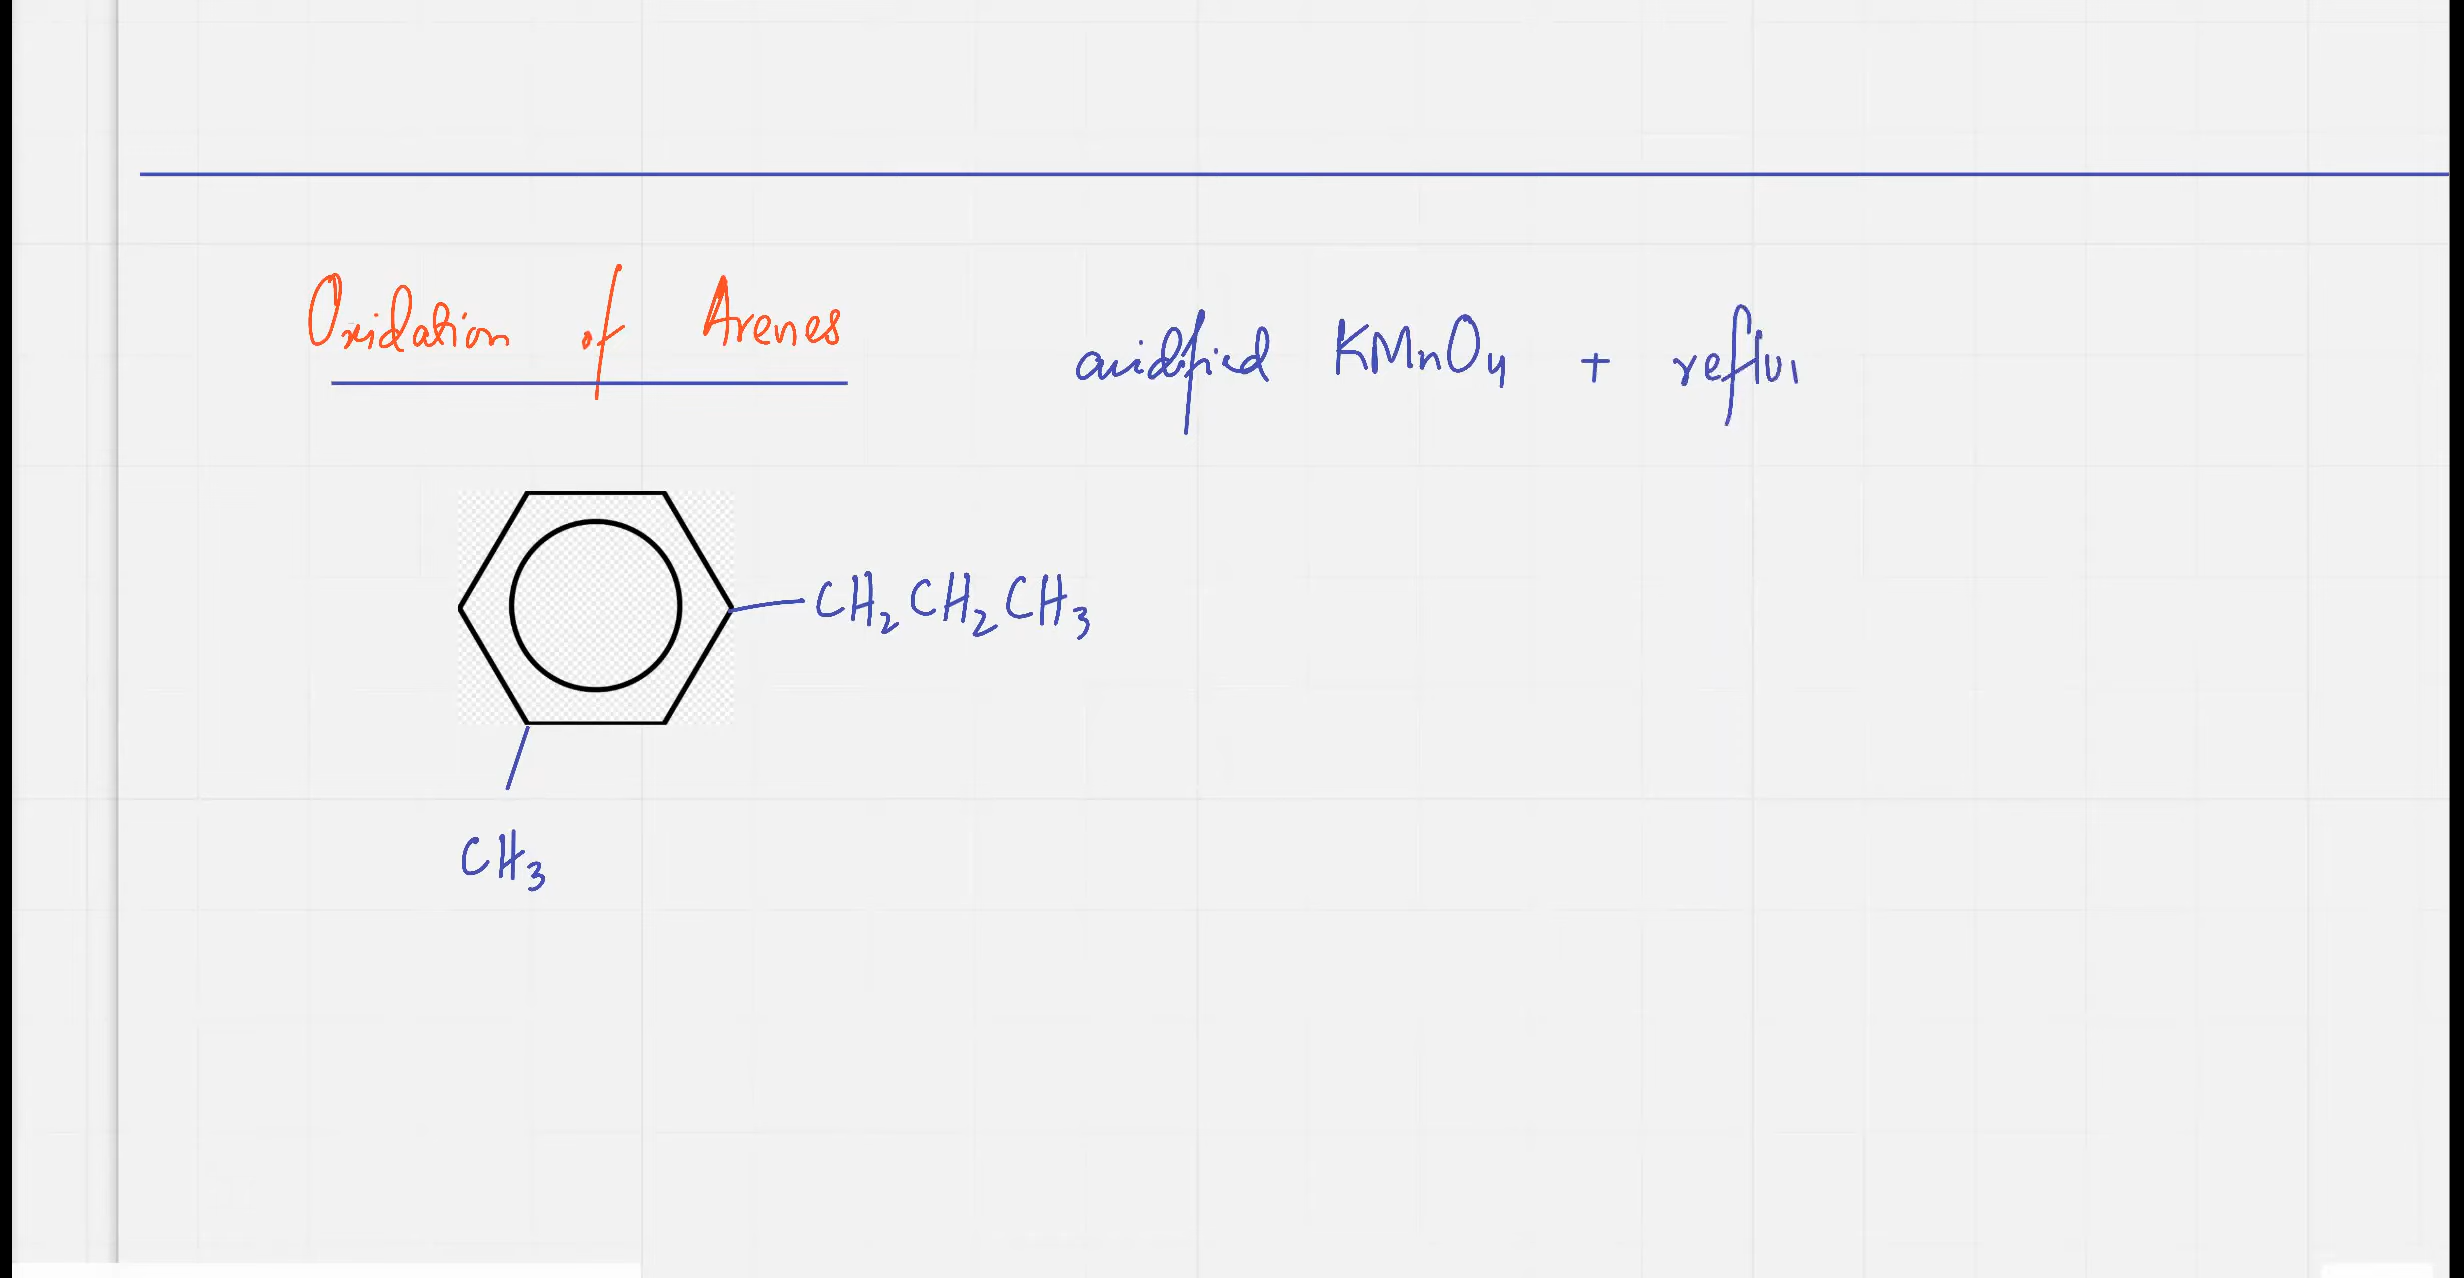 Oxidation of Arenes
acidified KMnO₄ + reflux
CH₂CH₂CH₃
CH₃